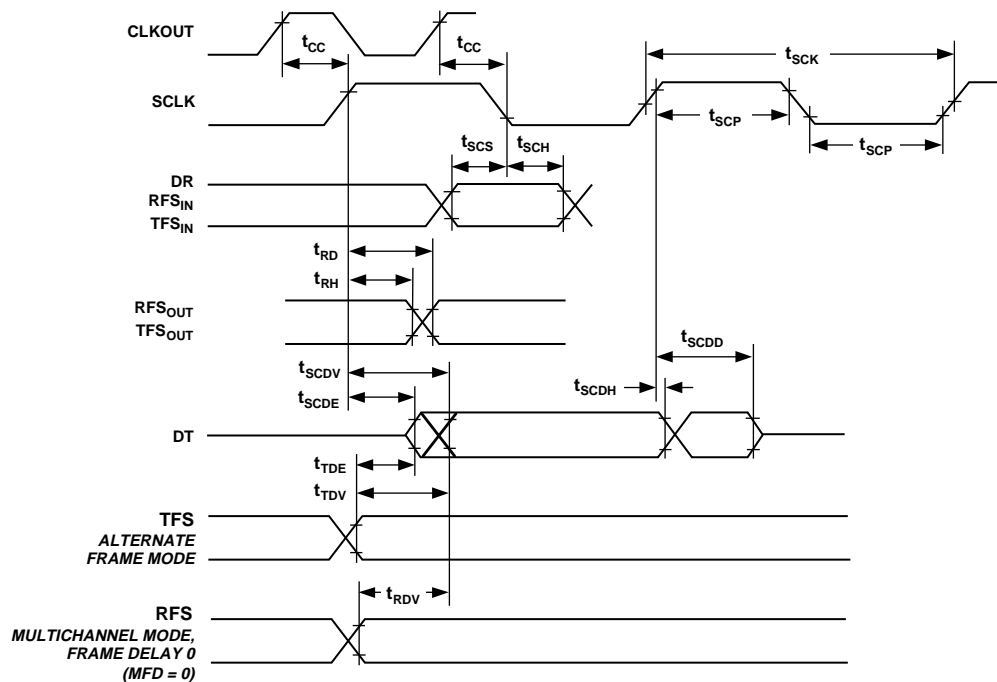 CLKOUT
tCC
tCC
tSCK
SCLK
tSCP
tSCP
tSCS
tSCH
DR
RFSIN
TFSIN
tRD
tRH
RFSOUT
TFSOUT
tSCDD
tSCDV
tSCDH
tSCDE
DT
tTDE
tTDV
TFS
ALTERNATE
FRAME MODE
tRDV
RFS
MULTICHANNEL MODE,
FRAME DELAY 0
(MFD = 0)